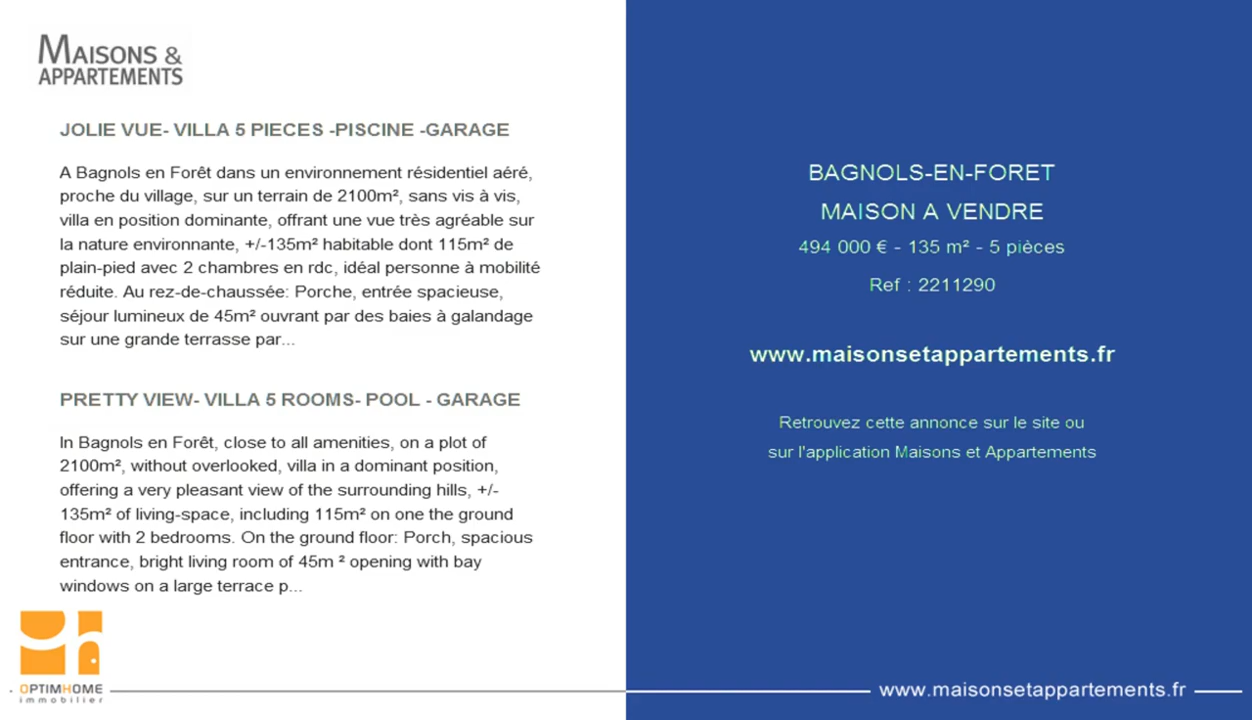 MAISONS &
APPARTEMENTS
JOLIE VUE- VILLA 5 PIECES -PISCINE -GARAGE
A Bagnols en Forêt dans un environnement résidentiel aéré,
proche du village, sur un terrain de 2100m², sans vis à vis,
villa en position dominante, offrant une vue très agréable sur
la nature environnante, +/-135m² habitable dont 115m² de
plain-pied avec 2 chambres en rdc, idéal personne à mobilité
réduite. Au rez-de-chaussée: Porche, entrée spacieuse,
séjour lumineux de 45m² ouvrant par des baies à galandage
sur une grande terrasse par...
PRETTY VIEW- VILLA 5 ROOMS- POOL - GARAGE
In Bagnols en Forêt, close to all amenities, on a plot of
2100m², without overlooked, villa in a dominant position,
offering a very pleasant view of the surrounding hills, +/-
135m² of living-space, including 115m² on one the ground
floor with 2 bedrooms. On the ground floor: Porch, spacious
entrance, bright living room of 45m ² opening with bay
windows on a large terrace p...
OPTIMHOME
immobilier
BAGNOLS-EN-FORET
MAISON A VENDRE
494 000 € - 135 m² - 5 pièces
Ref : 2211290
www.maisonsetappartements.fr
Retrouvez cette annonce sur le site ou
sur l'application Maisons et Appartements
www.maisonsetappartements.fr